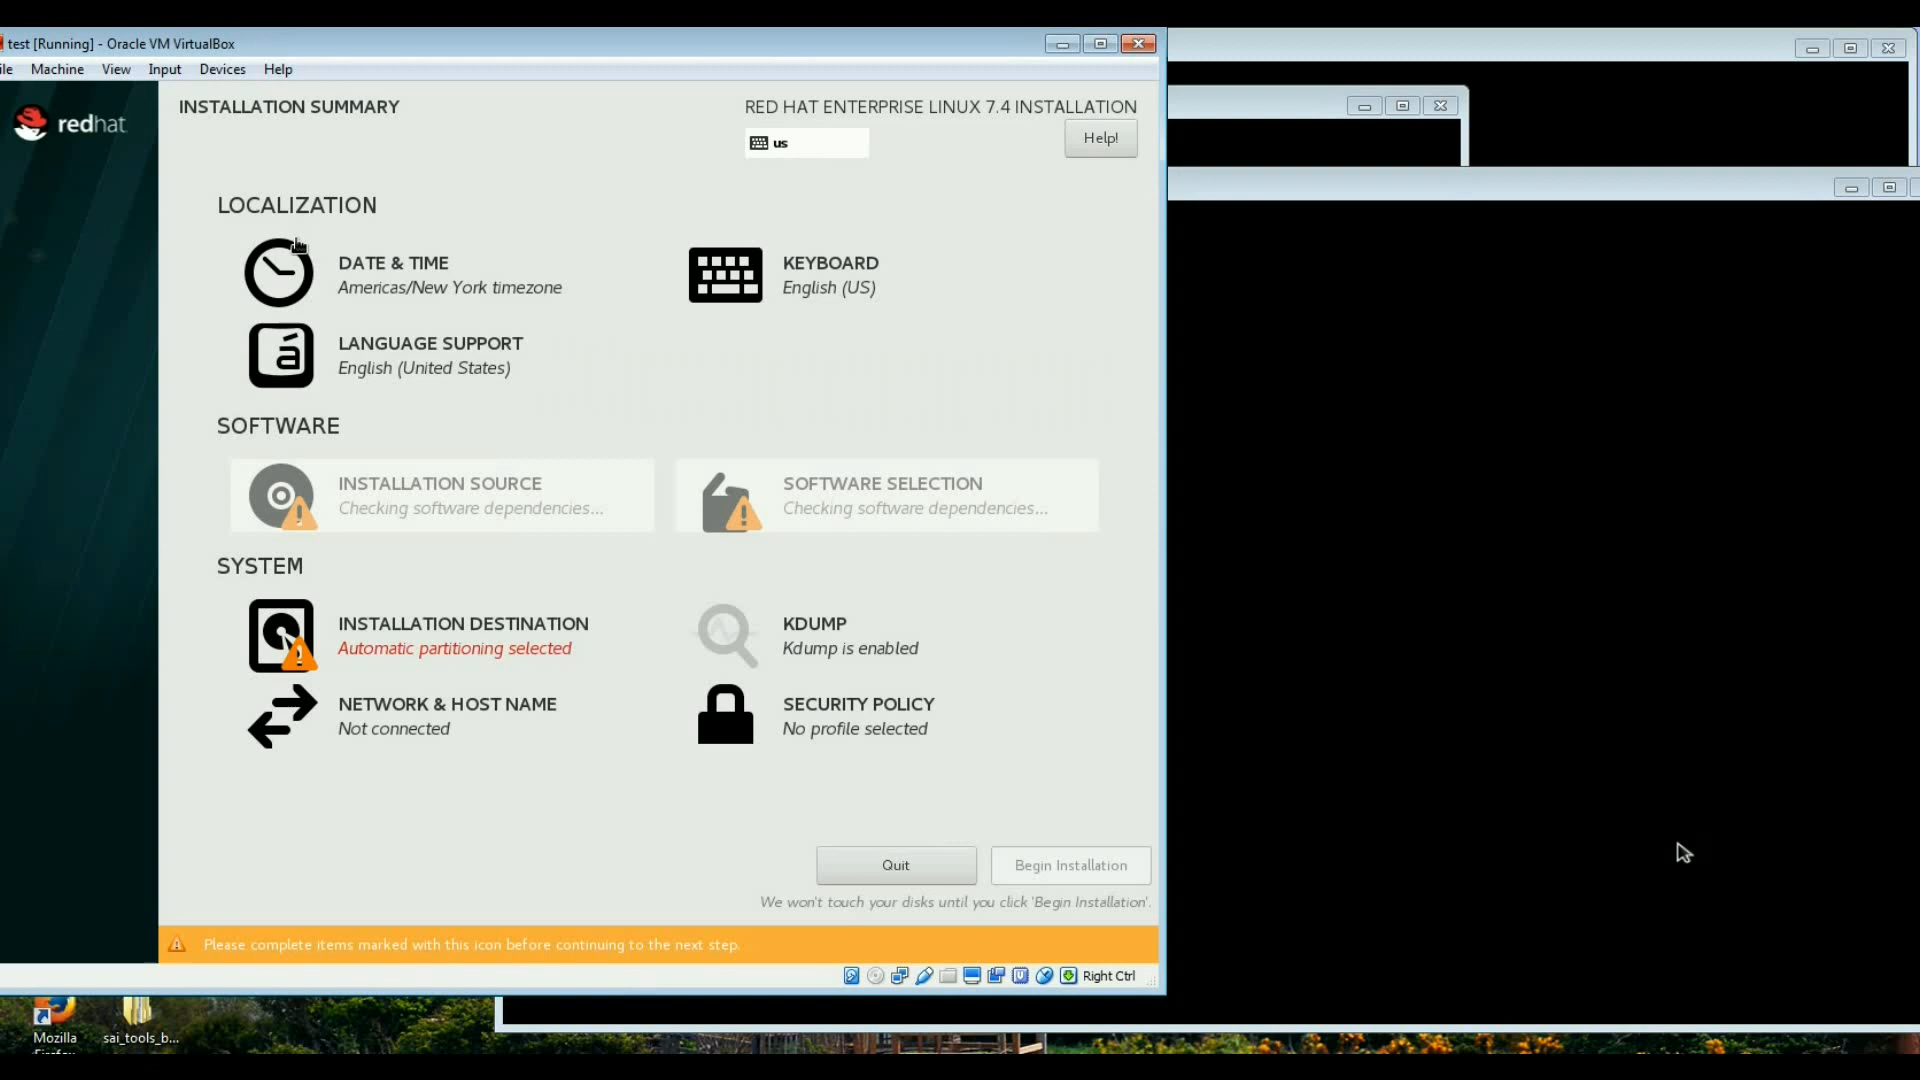 test [Running] - Oracle VM VirtualBox
ile Machine View Input Devices Help
redhat
INSTALLATION SUMMARY
RED HAT ENTERPRISE LINUX 7.4 INSTALLATION
us
Help!
LOCALIZATION
DATE & TIME
Americas/New York timezone
KEYBOARD
English (US)
á
LANGUAGE SUPPORT
English (United States)
SOFTWARE
INSTALLATION SOURCE
Checking software dependencies...
SOFTWARE SELECTION
Checking software dependencies...
SYSTEM
INSTALLATION DESTINATION
Automatic partitioning selected
KDUMP
Kdump is enabled
NETWORK & HOST NAME
Not connected
SECURITY POLICY
No profile selected
Quit
Begin Installation
We won't touch your disks until you click 'Begin Installation'.
Please complete items marked with this icon before continuing to the next step.
Right Ctrl
Mozilla
Firefox
sai_tools_b...